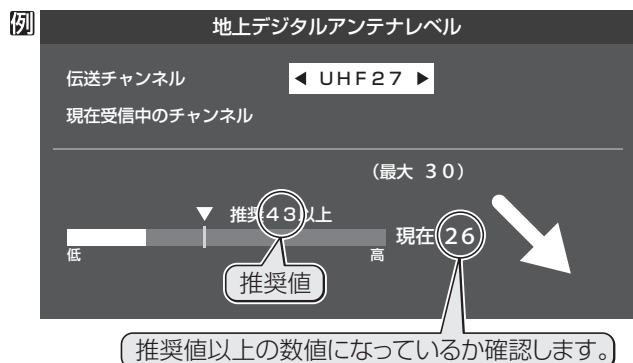 例
地上デジタルアンテナレベル
伝送チャンネル ◀ UHF27 ▶
現在受信中のチャンネル
(最大 30)
▼ 推奨43以上
現在 26
低 高
推奨値
推奨値以上の数値になっているか確認します。